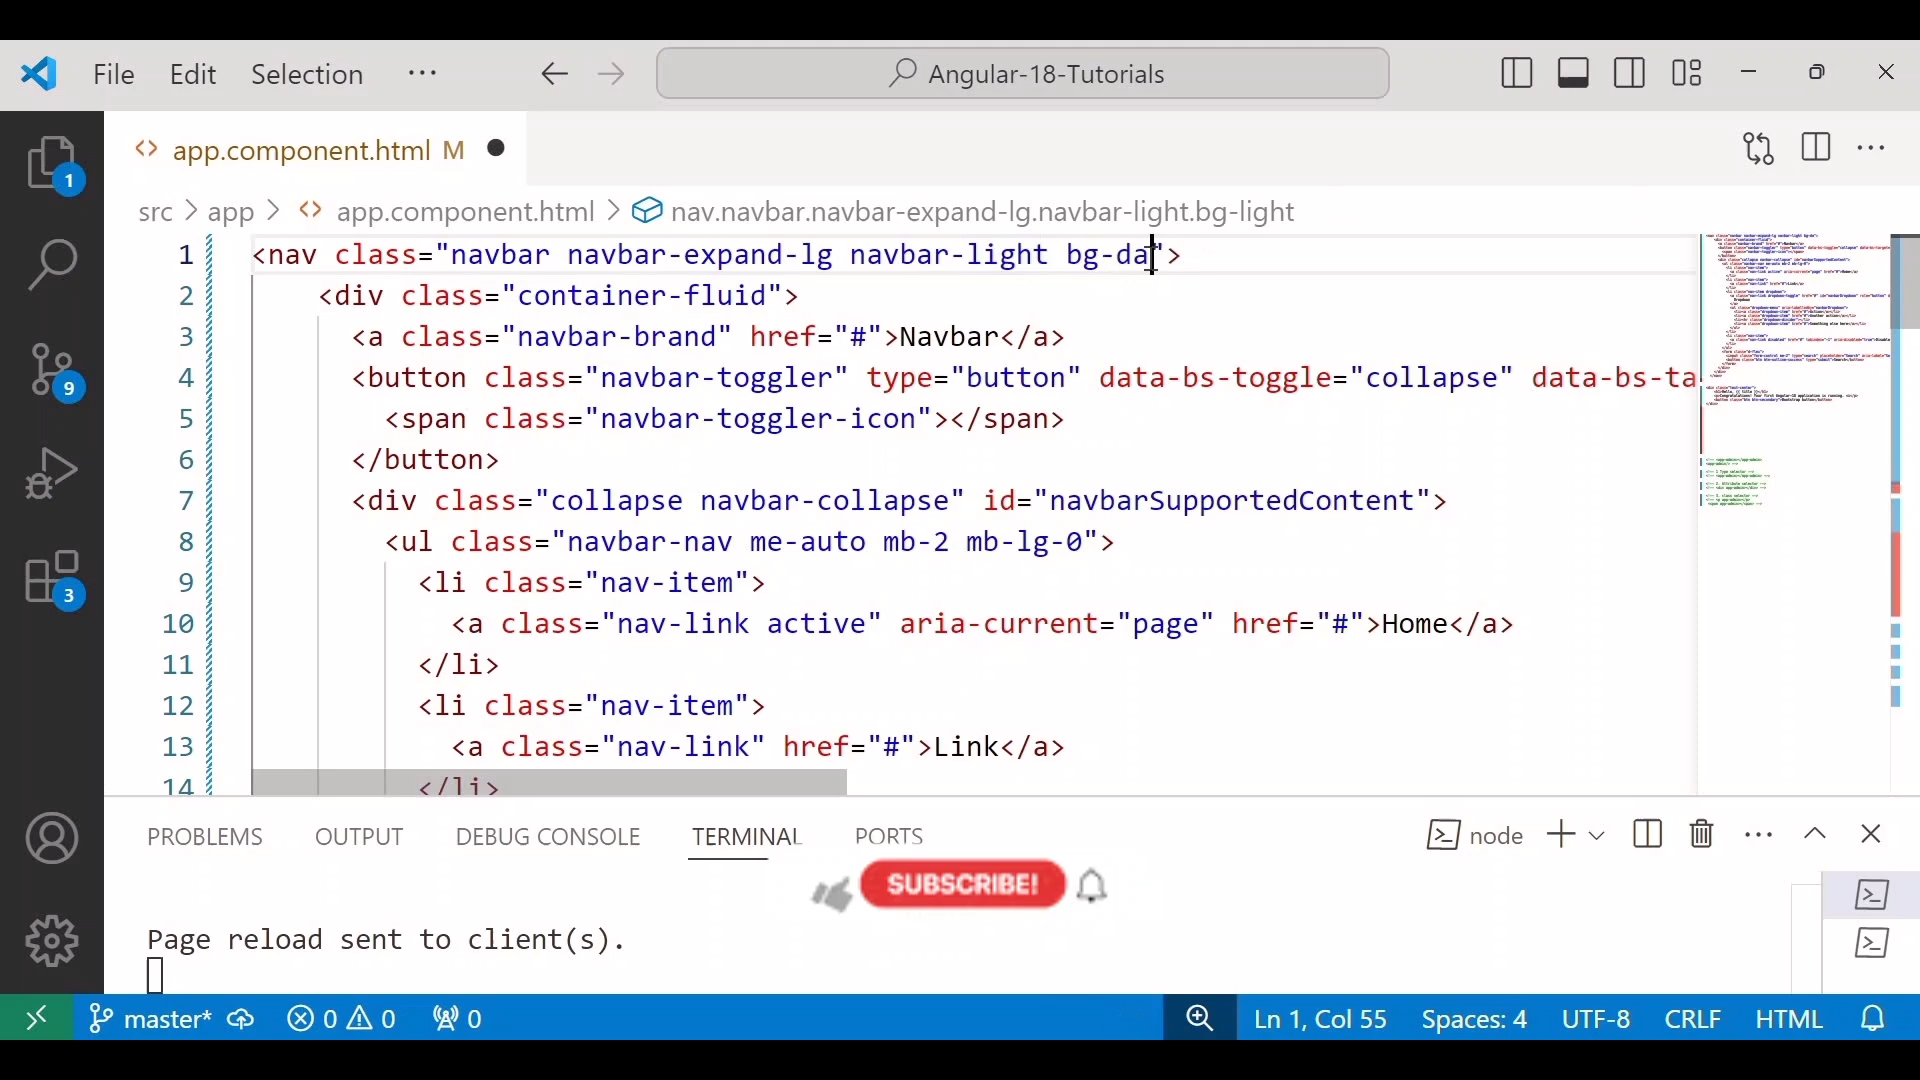 File Edit Selection ··· Angular-18-Tutorials
app.component.html M
1
src > app > app.component.html > nav.navbar.navbar-expand-lg.navbar-light.bg-light
1 <nav class="navbar navbar-expand-lg navbar-light bg-da">
2 <div class="container-fluid">
3 <a class="navbar-brand" href="#">Navbar</a>
4 <button class="navbar-toggler" type="button" data-bs-toggle="collapse" data-bs-ta
9
5 <span class="navbar-toggler-icon"></span>
6 </button>
7 <div class="collapse navbar-collapse" id="navbarSupportedContent">
8 <ul class="navbar-nav me-auto mb-2 mb-lg-0">
3
9 <li class="nav-item">
10 <a class="nav-link active" aria-current="page" href="#">Home</a>
11 </li>
12 <li class="nav-item">
13 <a class="nav-link" href="#">Link</a>
14 </li>
PROBLEMS OUTPUT DEBUG CONSOLE TERMINAL PORTS node
SUBSCRIBE!
Page reload sent to client(s).
master* 0 0 0 Ln 1, Col 55 Spaces: 4 UTF-8 CRLF HTML